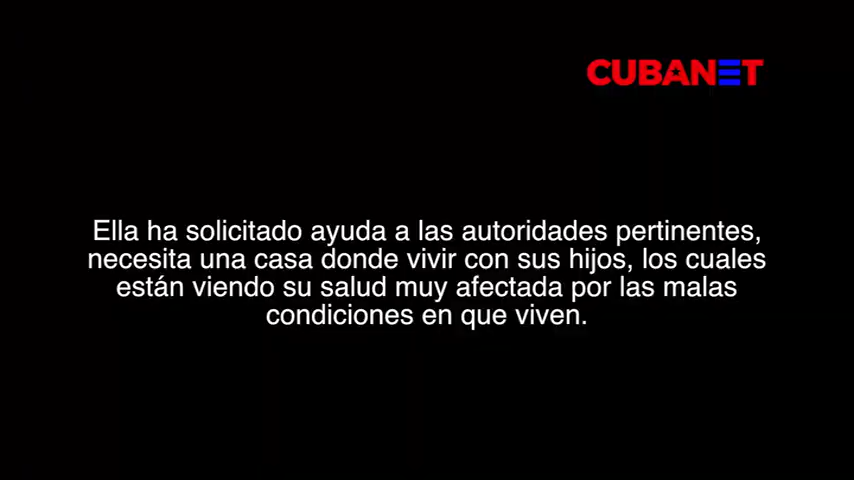 CUBANET
Ella ha solicitado ayuda a las autoridades pertinentes,
necesita una casa donde vivir con sus hijos, los cuales
están viendo su salud muy afectada por las malas
condiciones en que viven.